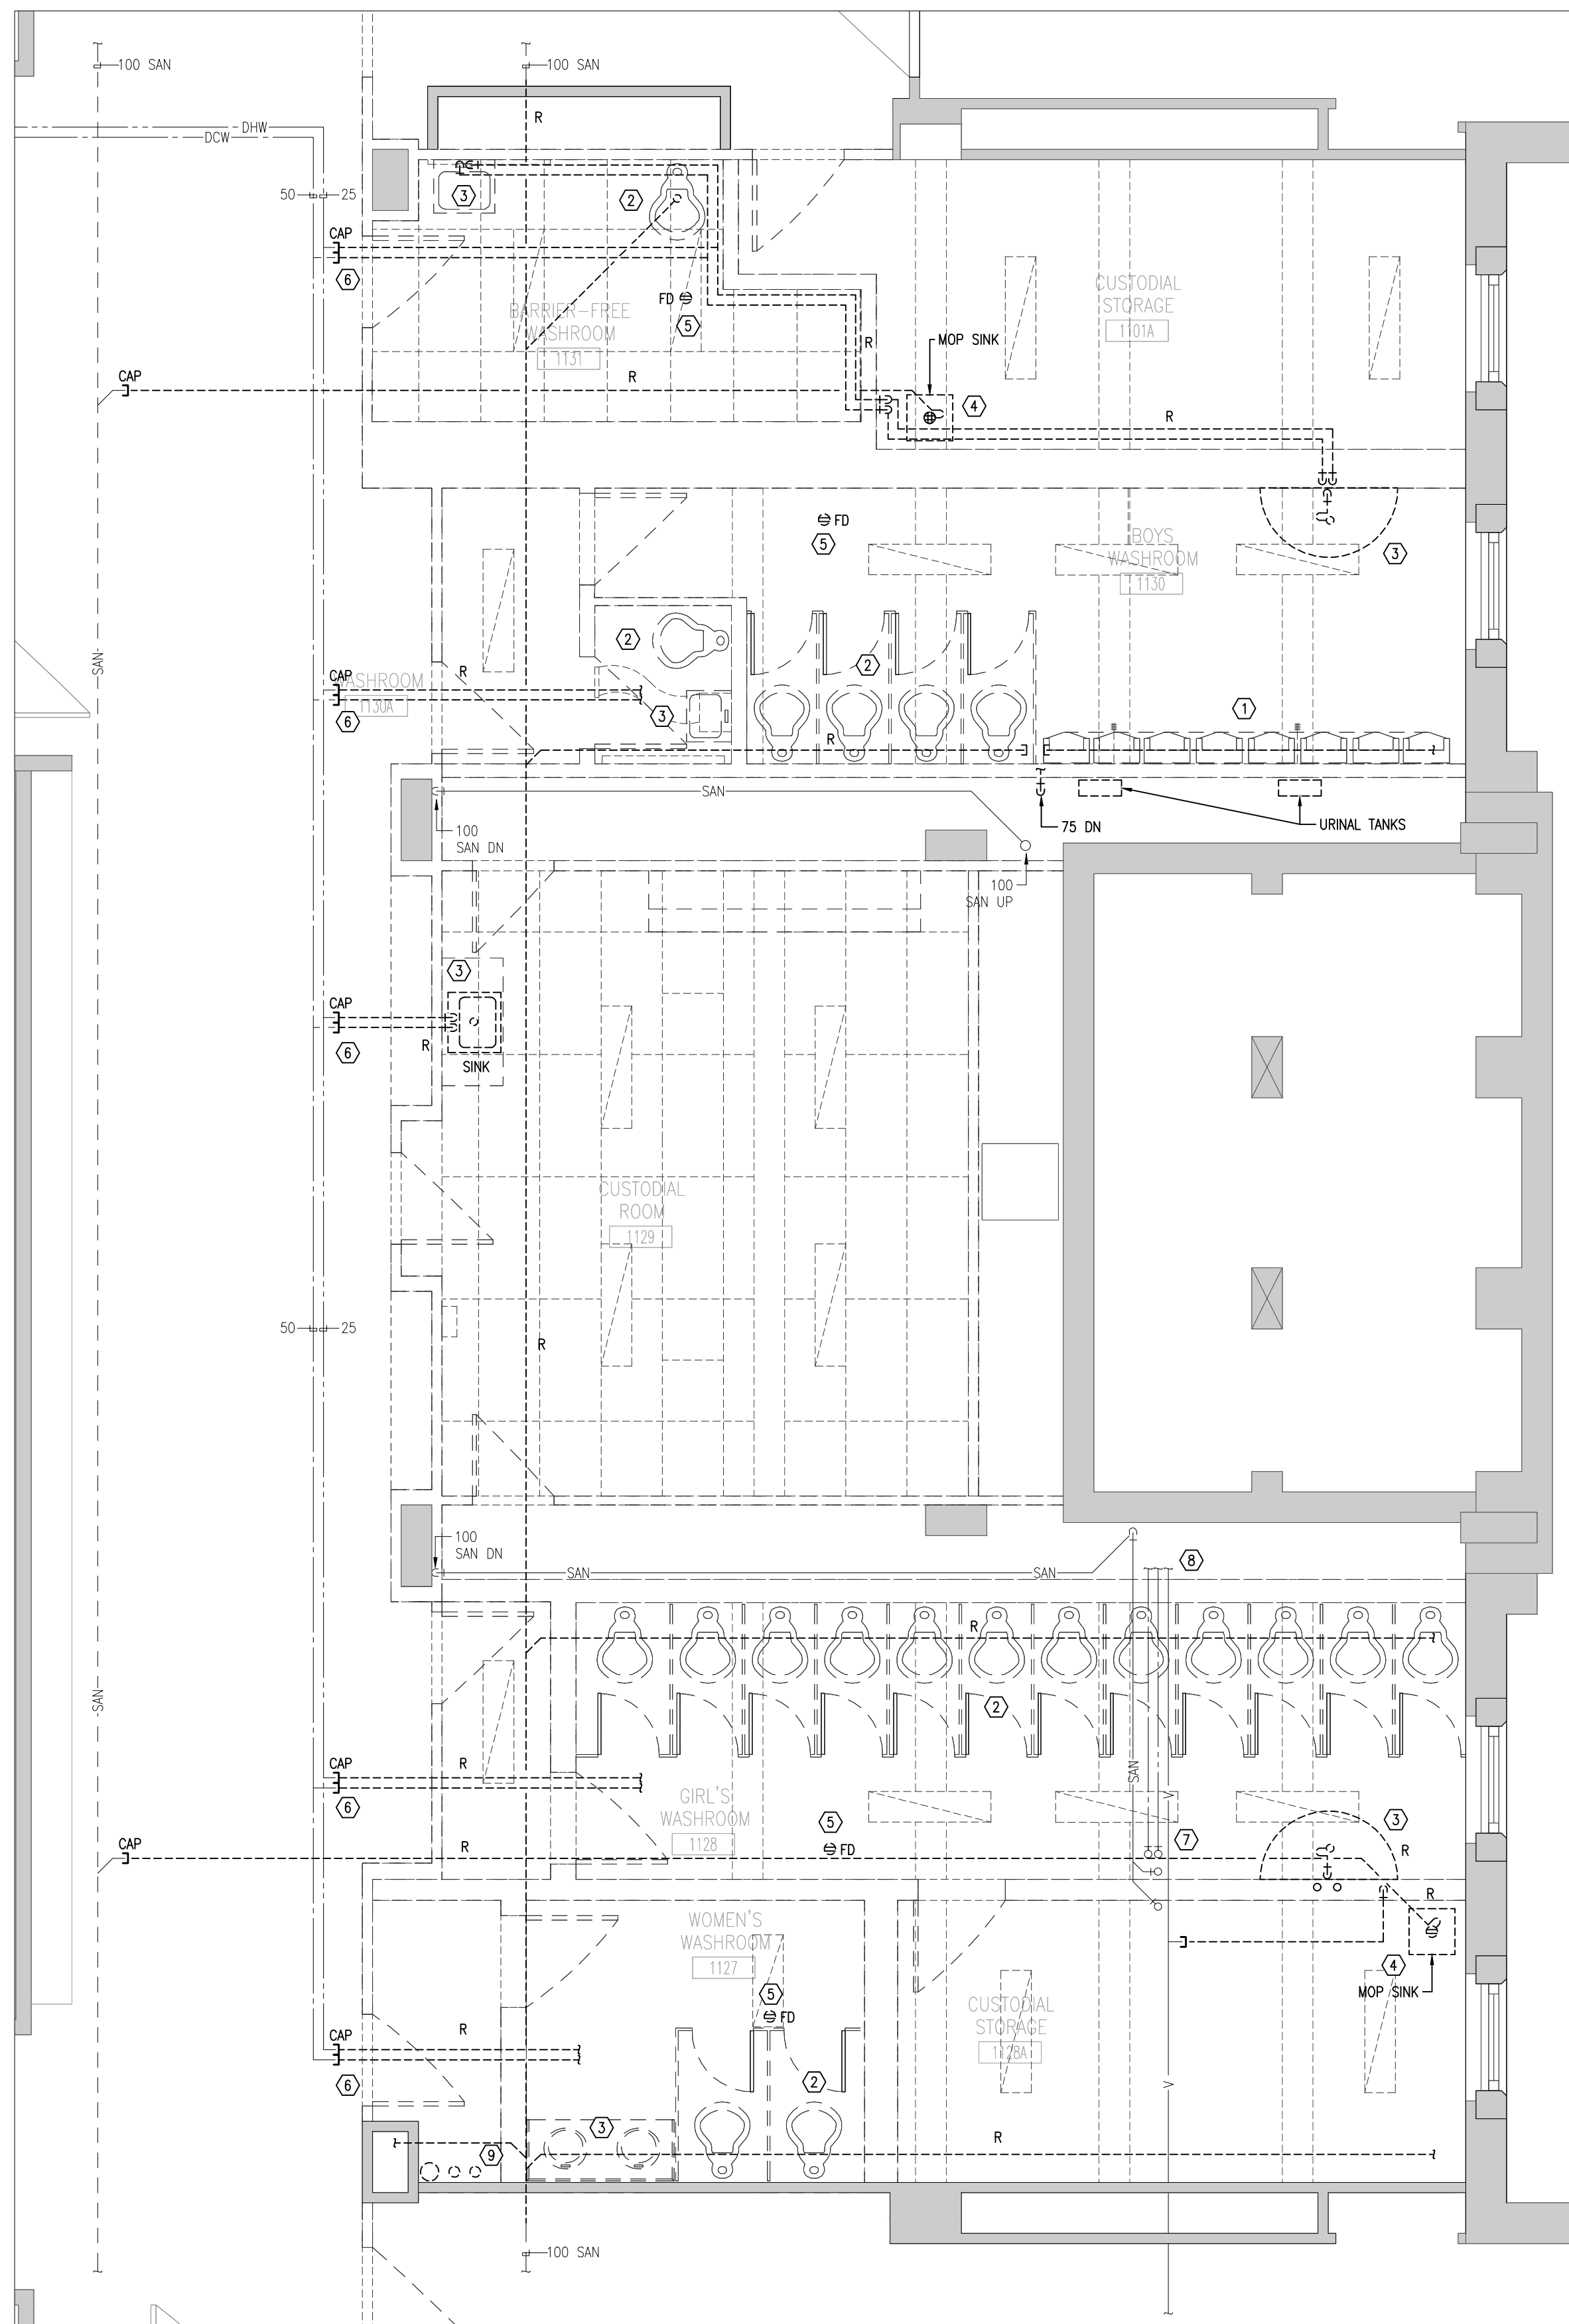 100 SAN
100 SAN
R
DHW
DCW
50
25
3
2
CAP
6
BARRIER-FREE
WASHROOM
1131
FD
5
CUSTODIAL
STORAGE
1101A
R
MOP SINK
4
CAP
R
R
FD
5
BOYS
WASHROOM
1130
3
SAN
2
2
R
CAP
WASHROOM
1130A
6
3
R
1
SAN
100
SAN DN
75 DN
URINAL TANKS
100
SAN UP
3
CAP
6
R
SINK
CUSTODIAL
ROOM
1129
50
25
R
100
SAN DN
SAN
SAN
8
R
2
SAN
CAP
R
6
GIRL'S
WASHROOM
1128
5
FD
SAN
V
7
3
R
CAP
R
R
WOMEN'S
WASHROOM
1127
5
FD
4
MOP SINK
CUSTODIAL
STORAGE
1128A
CAP
R
6
2
V
3
9
R
100 SAN